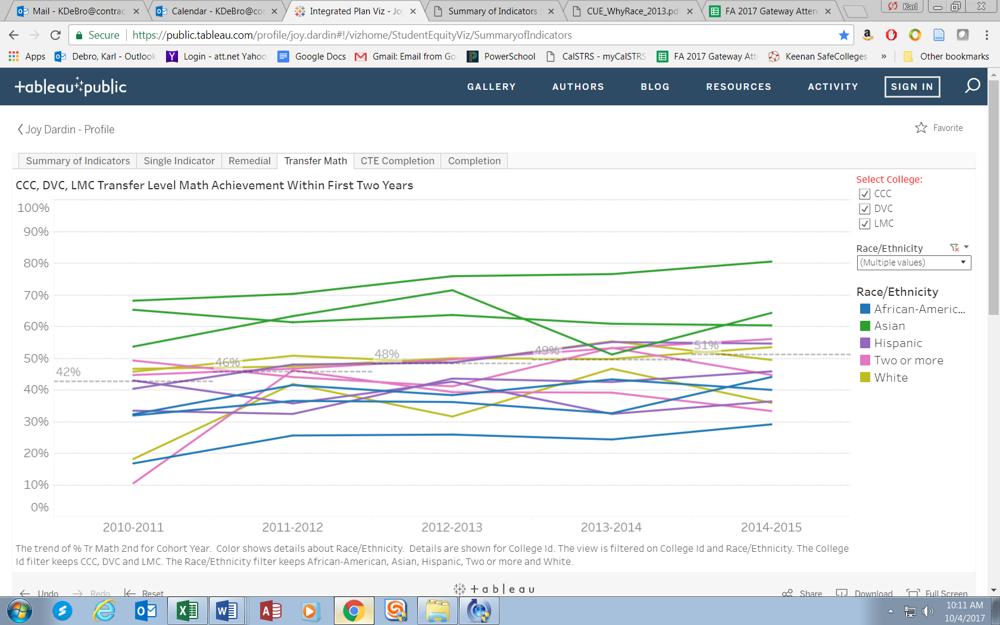 Mail - KDeBro@contrac
Calendar - KDeBro@co
Integrated Plan Viz - Jo
Summary of Indicators
CUE_WhyRace_2013.pd
FA 2017 Gateway Atten
Karl
Secure
https://public.tableau.com/profile/joy.dardin#!/vizhome/StudentEquityViz/SummaryofIndicators
Apps
Debro, Karl - Outlook
Login - att.net Yahoo
Google Docs
Gmail: Email from Go
PowerSchool
CalSTRS - myCalSTRS
FA 2017 Gateway Att
Keenan SafeColleges
»
Other bookmarks
+ableau public
GALLERY
AUTHORS
BLOG
RESOURCES
ACTIVITY
SIGN IN
Joy Dardin - Profile
Favorite
Summary of Indicators
Single Indicator
Remedial
Transfer Math
CTE Completion
Completion
CCC, DVC, LMC Transfer Level Math Achievement Within First Two Years
100%
90%
80%
70%
60%
50%
40%
30%
20%
10%
0%
42%
46%
48%
49%
51%
2010-2011
2011-2012
2012-2013
2013-2014
2014-2015
Select College:
CCC
DVC
LMC
Race/Ethnicity
(Multiple values)
Race/Ethnicity
African-Americ...
Asian
Hispanic
Two or more
White
The trend of % Tr Math 2nd for Cohort Year.  Color shows details about Race/Ethnicity.  Details are shown for College Id. The view is filtered on College Id and Race/Ethnicity. The College
Id filter keeps CCC, DVC and LMC. The Race/Ethnicity filter keeps African-American, Asian, Hispanic, Two or more and White.
Undo
Redo
Reset
+ a b l e a u
Share
Download
Full Screen
10:11 AM
10/4/2017